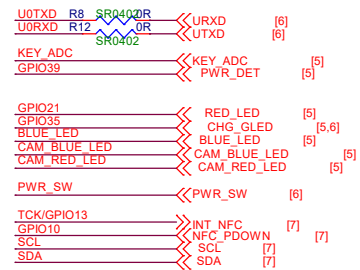 U0TXD R8 SR0402 0R URXD [6]
U0RXD R12 SR0402 0R UTXD [6]
KEY_ADC KEY_ADC [5]
GPIO39 PWR_DET [5]
GPIO21 RED_LED [5]
GPIO35 CHG_GLED [5,6]
BLUE_LED BLUE_LED [5]
CAM_BLUE_LED CAM_BLUE_LED [5]
CAM_RED_LED CAM_RED_LED [5]
PWR_SW PWR_SW [6]
TCK/GPIO13 INT_NFC [7]
GPIO10 NFC_PDOWN [7]
SCL SCL [7]
SDA SDA [7]